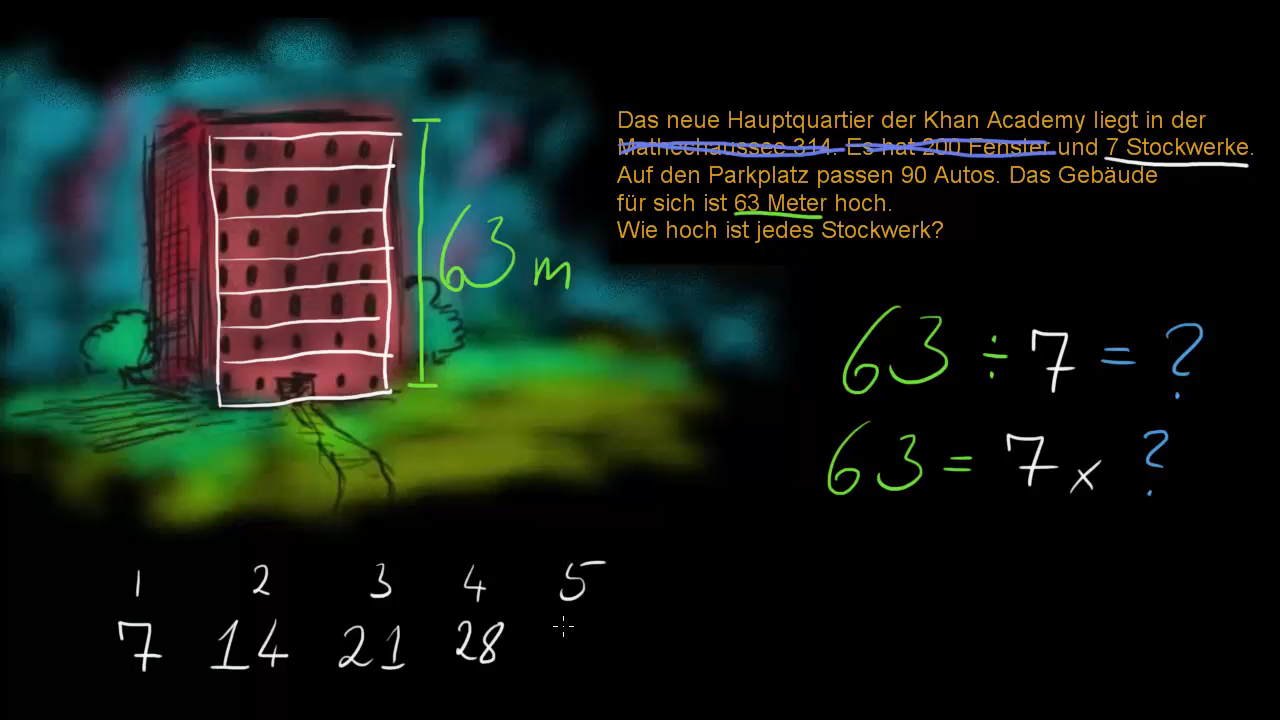 Das neue Hauptquartier der Khan Academy liegt in der
Mathechaussee 314. Es hat 200 Fenster und 7 Stockwerke.
Auf den Parkplatz passen 90 Autos. Das Gebäude
für sich ist 63 Meter hoch.
Wie hoch ist jedes Stockwerk?
63 m
63 ÷ 7 = ?
63 = 7 x ?
1 2 3 4 5
7 14 21 28